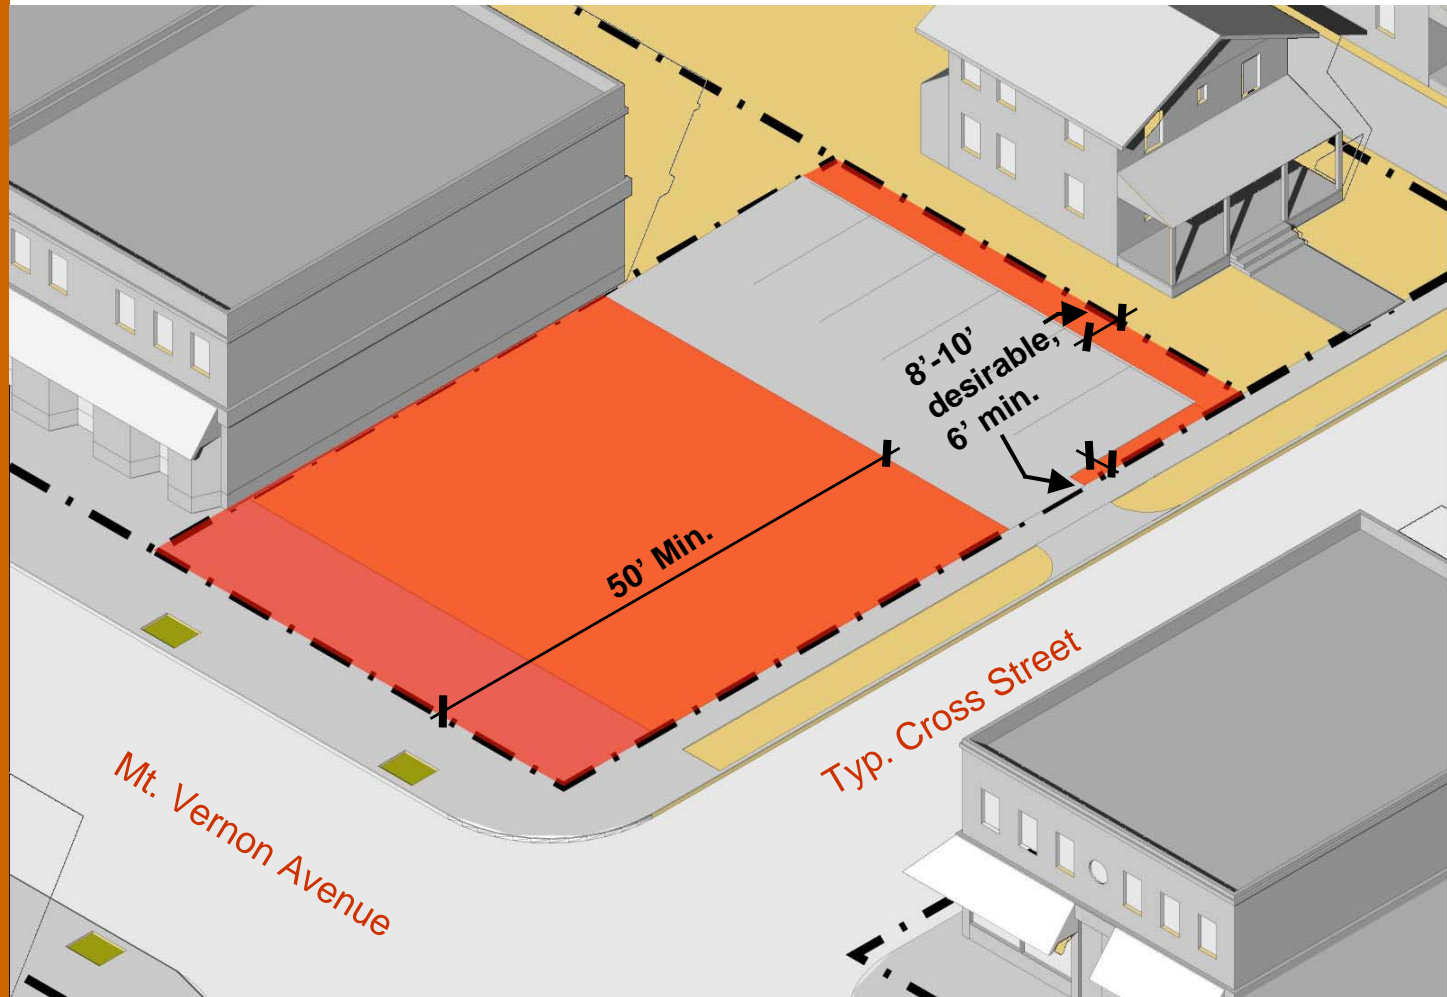 8’-10’
desirable,
6’ min.
50’ Min.
Typ. Cross Street
Mt. Vernon Avenue